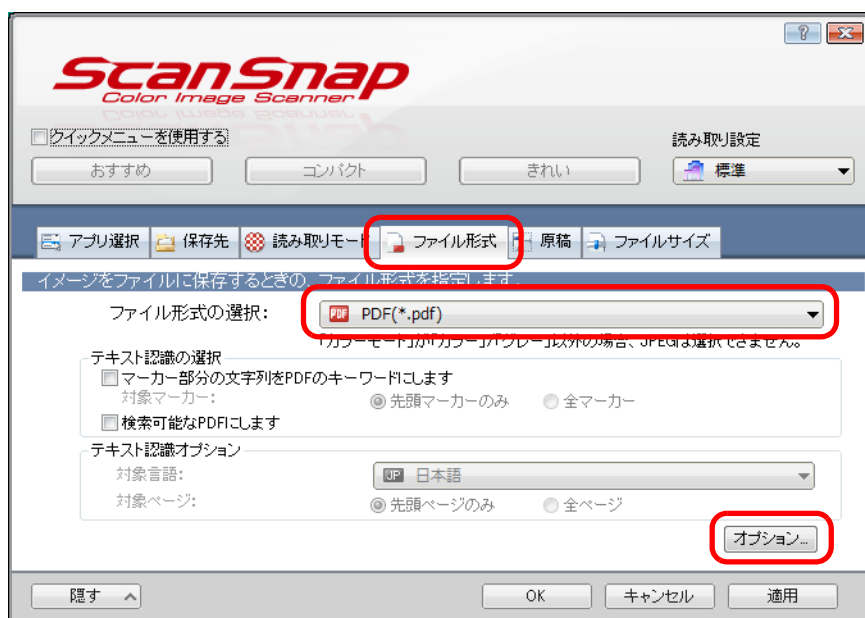 ScanSnap
Color Image Scanner
クイックメニューを使用する
読み取り設定
おすすめ
コンパクト
きれい
標準
アプリ選択
保存先
読み取りモード
ファイル形式
原稿
ファイルサイズ
イメージをファイルに保存するときの、ファイル形式を指定します。
ファイル形式の選択:
PDF PDF(*.pdf)
「カラーモード」が「カラー」/「グレー」以外の場合、JPEGは選択できません。
テキスト認識の選択
マーカー部分の文字列をPDFのキーワードにします
対象マーカー: 先頭マーカーのみ 全マーカー
検索可能なPDFにします
テキスト認識オプション
対象言語: JP 日本語
対象ページ: 先頭ページのみ 全ページ
オプション...
隠す OK キャンセル 適用